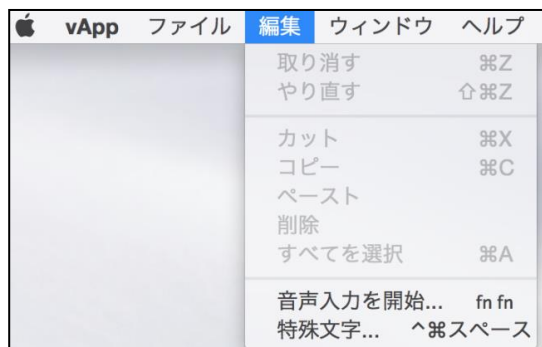 vApp ファイル 編集 ウィンドウ ヘルプ
取り消す ⌘Z
やり直す ⇧⌘Z
カット ⌘X
コピー ⌘C
ペースト
削除
すべてを選択 ⌘A
音声入力を開始... fn fn
特殊文字... ^⌘スペース